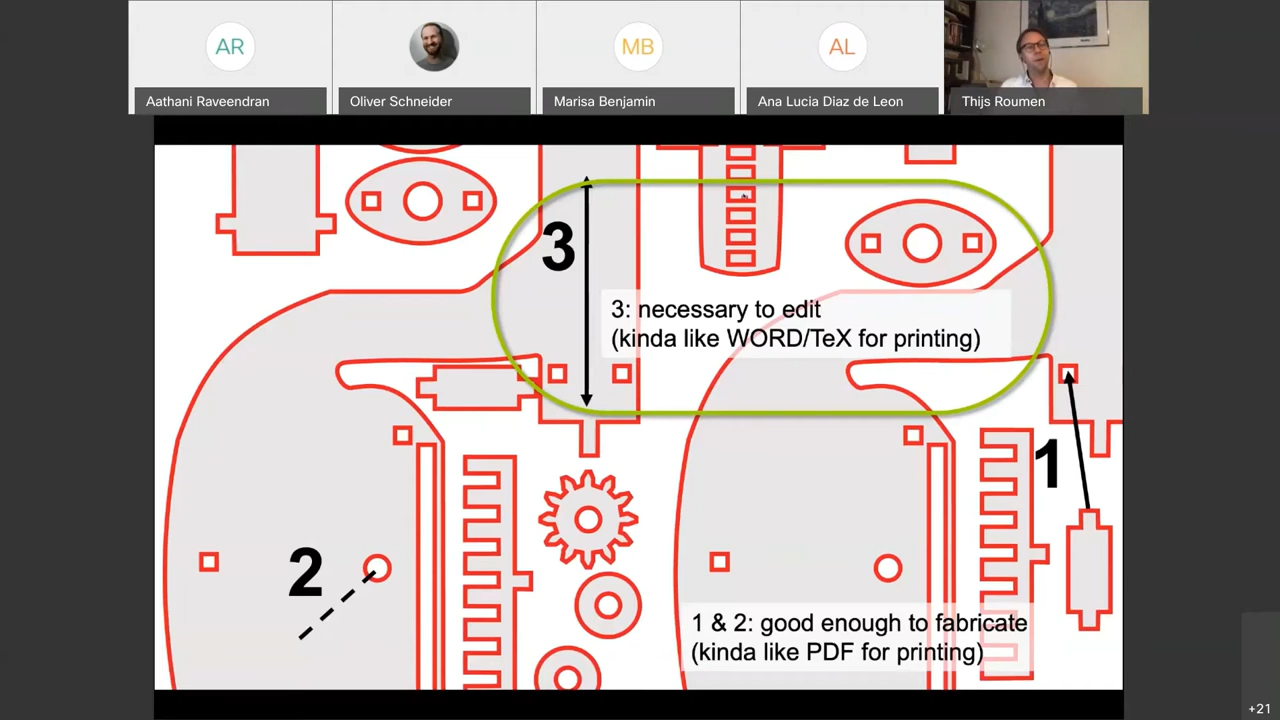 AR
MB
AL
Aathani Raveendran
Oliver Schneider
Marisa Benjamin
Ana Lucia Diaz de Leon
Thijs Roumen
3
3: necessary to edit
(kinda like WORD/TeX for printing)
1
2
1 & 2: good enough to fabricate
(kinda like PDF for printing)
+21